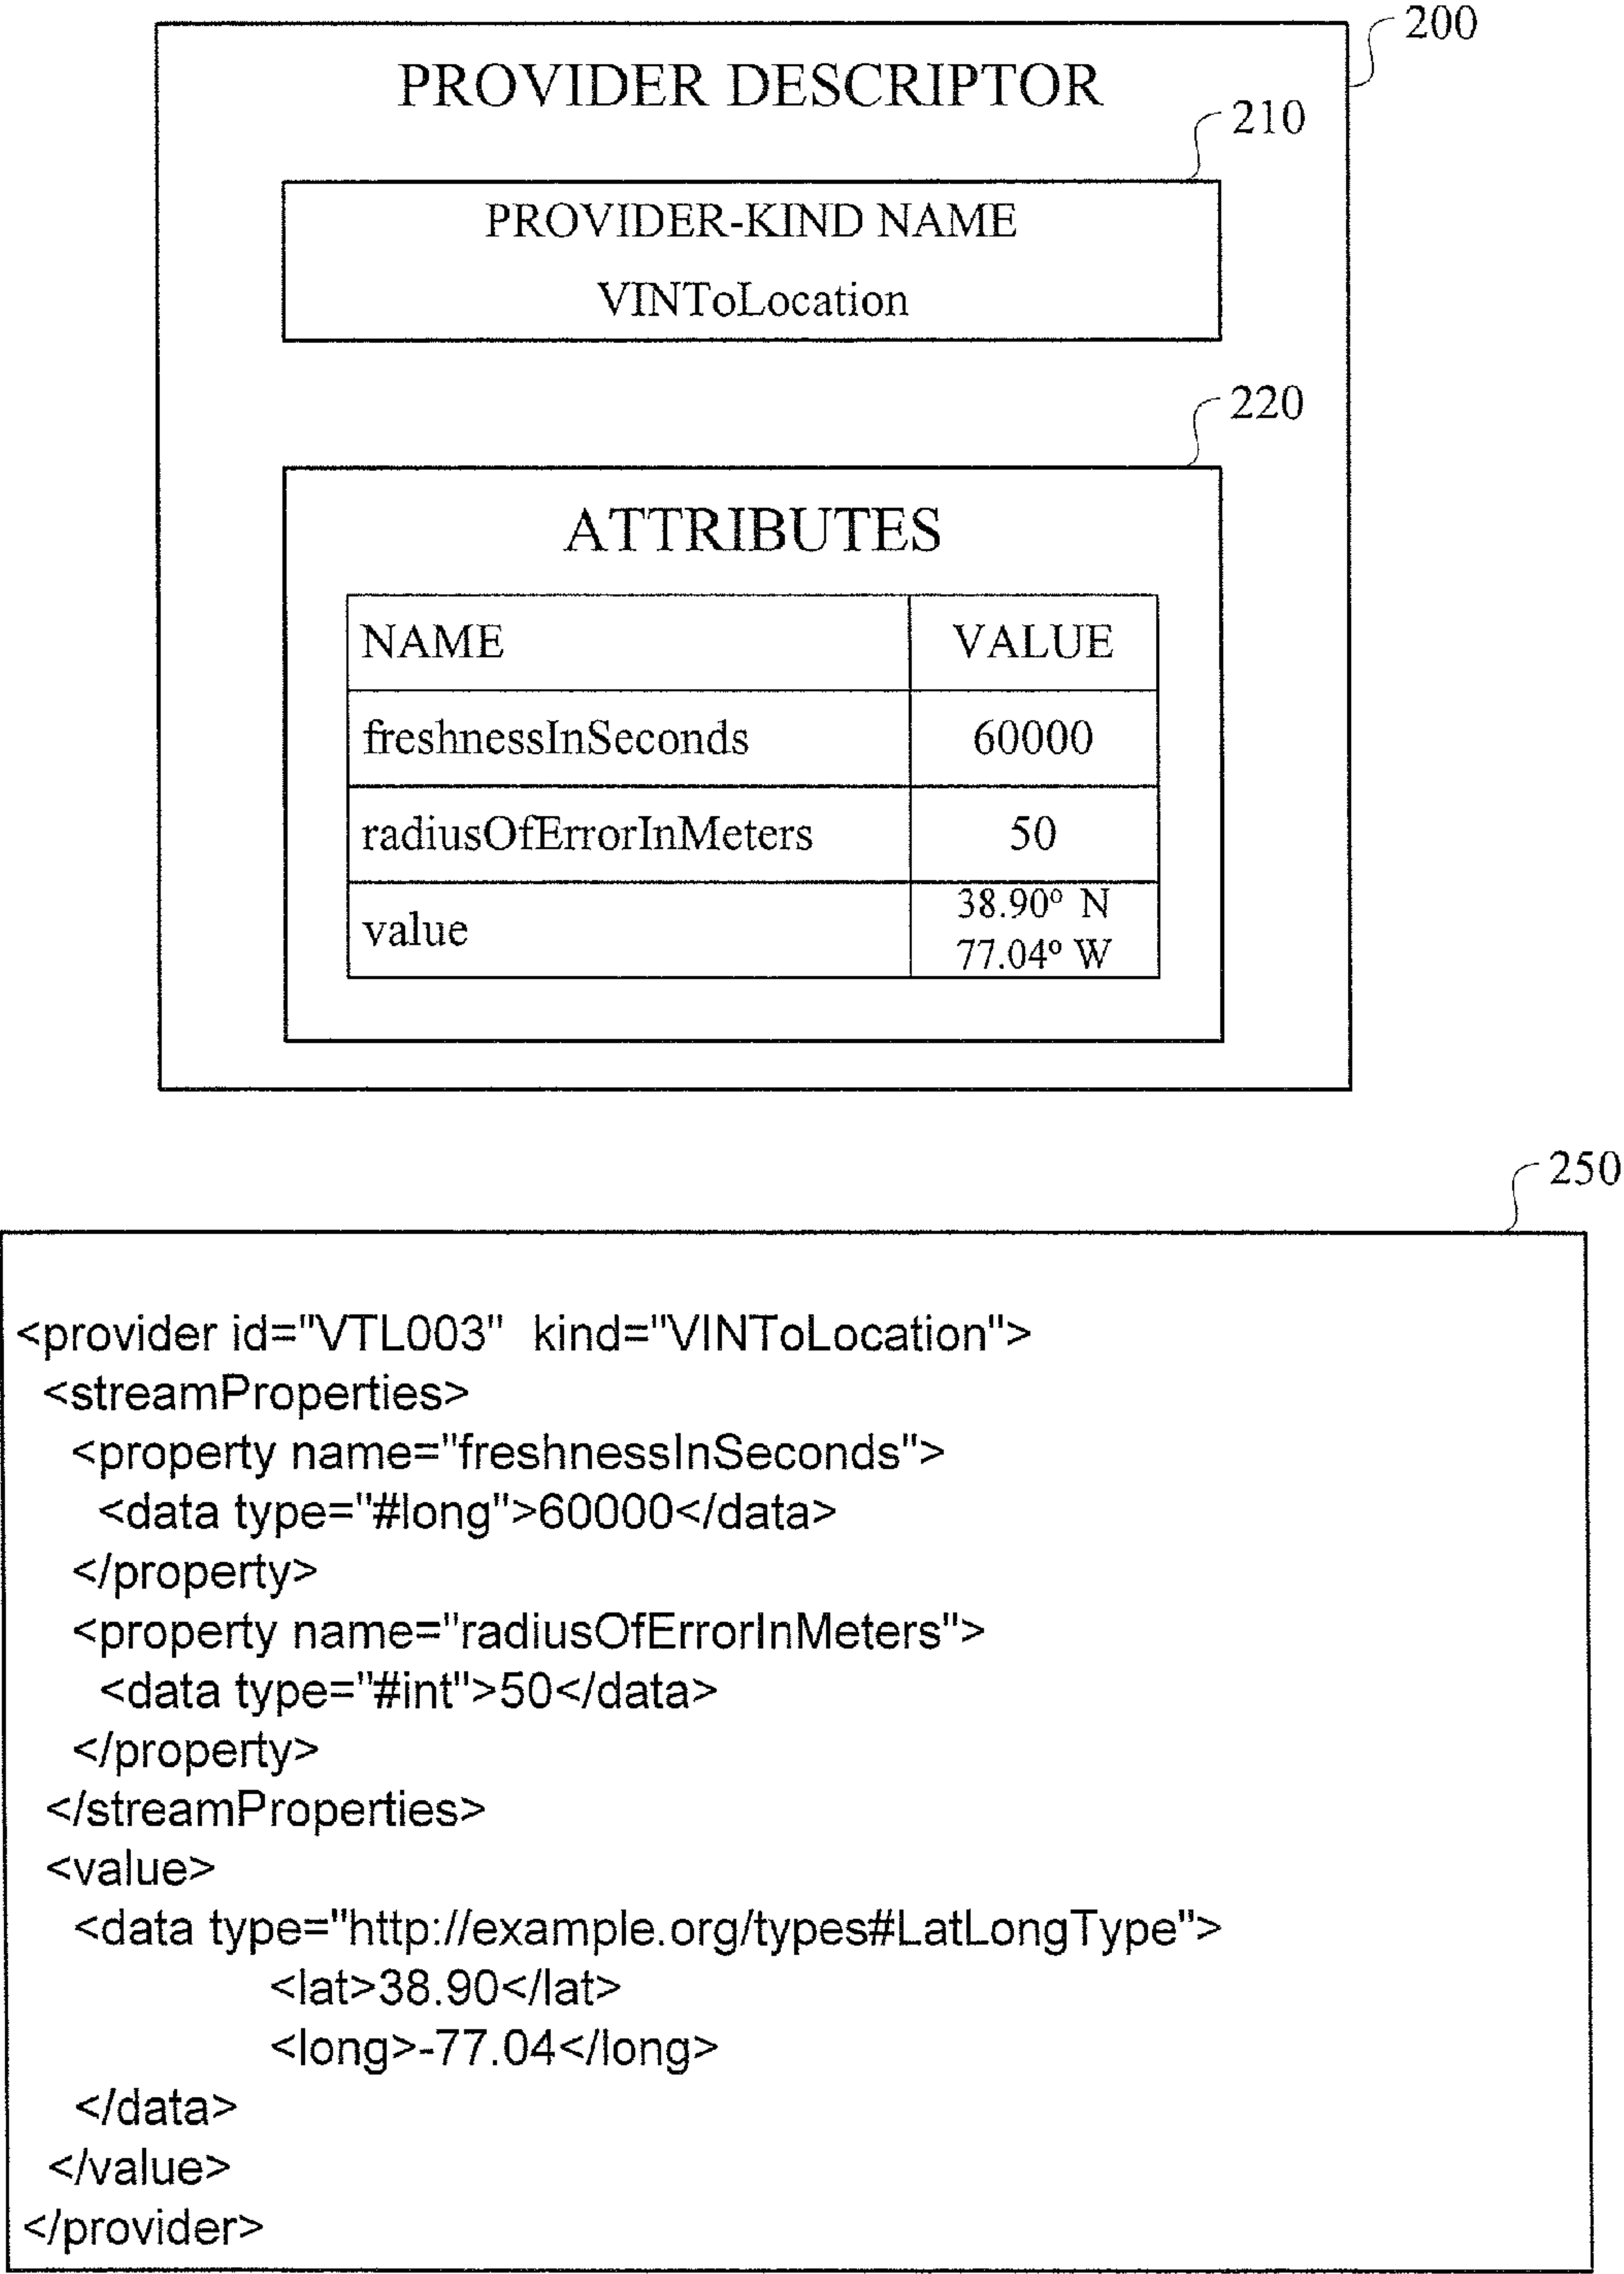 200
PROVIDER DESCRIPTOR
210
PROVIDER-KIND NAME
VINToLocation
220
ATTRIBUTES
NAME VALUE
freshnessInSeconds 60000
radiusOfErrorInMeters 50
value 38.90º N
77.04º W
250
<provider id="VTL003" kind="VINToLocation">
<streamProperties>
<property name="freshnessInSeconds">
<data type="#long">60000</data>
</property>
<property name="radiusOfErrorInMeters">
<data type="#int">50</data>
</property>
</streamProperties>
<value>
<data type="http://example.org/types#LatLongType">
<lat>38.90</lat>
<long>-77.04</long>
</data>
</value>
</provider>